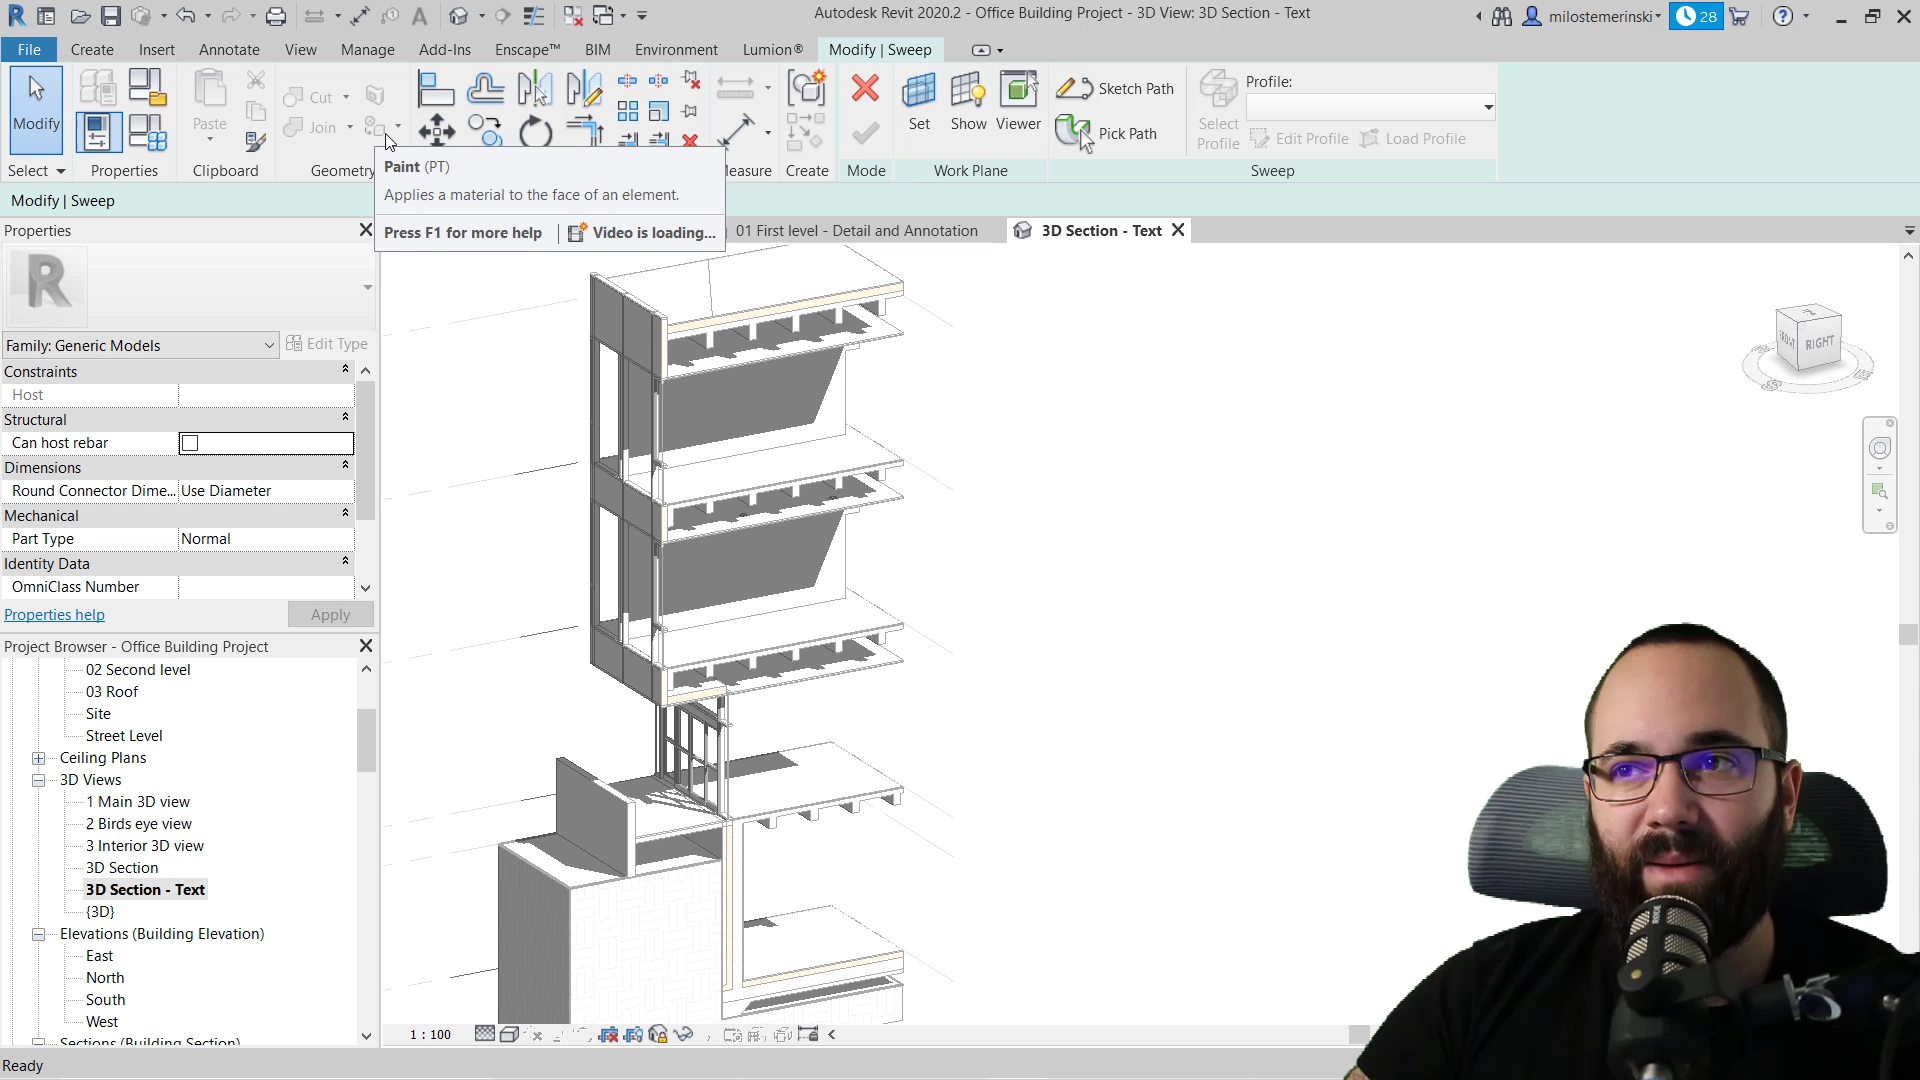 Autodesk Revit 2020.2 - Office Building Project - 3D View: 3D Section - Text
milostemerinski
28
File Create Insert Annotate View Manage Add-Ins Enscape™ BIM Environment Lumion® Modify | Sweep
Modify
Paste
Cut
Join
Set
Show
Viewer
Sketch Path
Pick Path
Select Profile
Profile:
Edit Profile
Load Profile
Select Properties Clipboard Geometry Measure Create Mode Work Plane Sweep
Paint (PT)
Applies a material to the face of an element.
Press F1 for more help
Video is loading...
Modify | Sweep
Properties
01 First level - Detail and Annotation
3D Section - Text
R
Family: Generic Models
Edit Type
Constraints
Host
Structural
Can host rebar
Dimensions
Round Connector Dime... Use Diameter
Mechanical
Part Type Normal
Identity Data
OmniClass Number
Properties help
Apply
Project Browser - Office Building Project
02 Second level
03 Roof
Site
Street Level
Ceiling Plans
3D Views
1 Main 3D view
2 Birds eye view
3 Interior 3D view
3D Section
3D Section - Text
{3D}
Elevations (Building Elevation)
East
North
South
West
Sections (Building Section)
FRONT
RIGHT
RODE
1 : 100
Ready